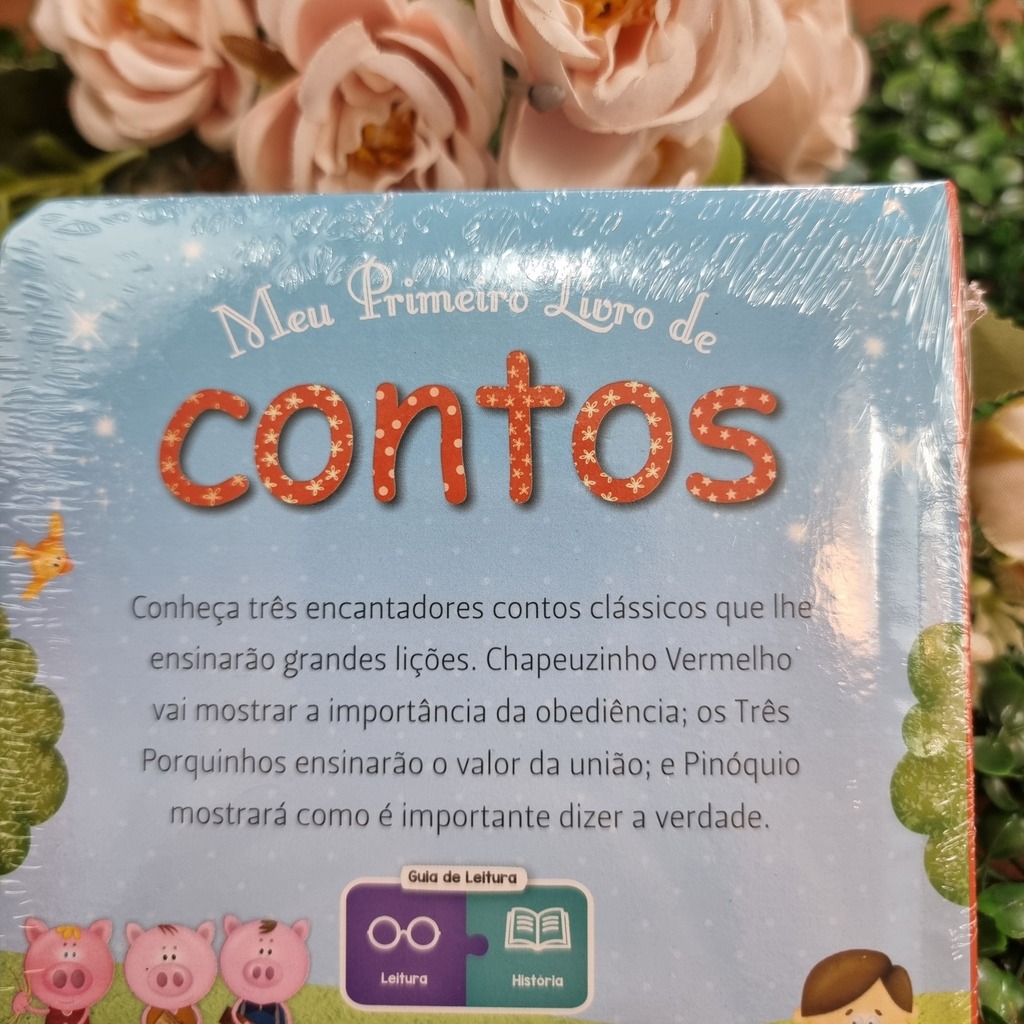 Meu Primeiro Livro de
contos
Conheça três encantadores contos clássicos que lhe
ensinarão grandes lições. Chapeuzinho Vermelho
vai mostrar a importância da obediência; os Três
Porquinhos ensinarão o valor da união; e Pinóquio
mostrará como é importante dizer a verdade.
Guia de Leitura
Leitura
História